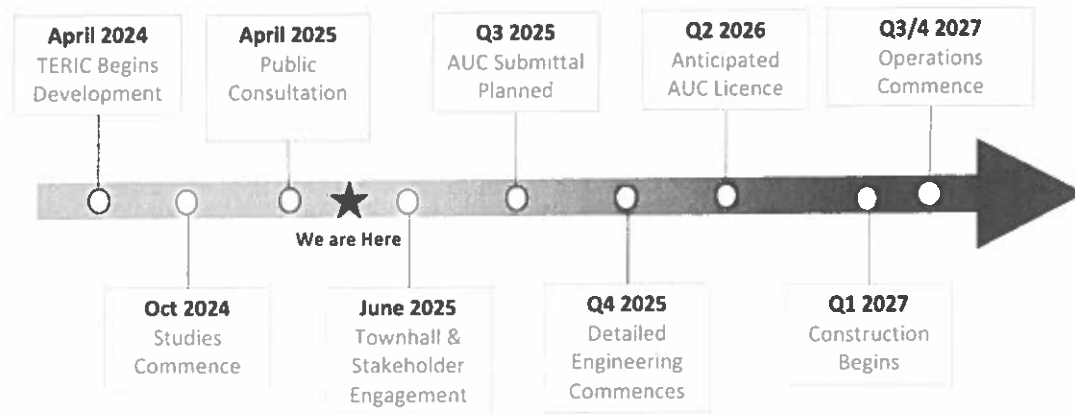 April 2024
TERIC Begins
Development
April 2025
Public
Consultation
Q3 2025
AUC Submittal
Planned
Q2 2026
Anticipated
AUC Licence
Q3/4 2027
Operations
Commence
We are Here
Oct 2024
Studies
Commence
June 2025
Townhall &
Stakeholder
Engagement
Q4 2025
Detailed
Engineering
Commences
Q1 2027
Construction
Begins